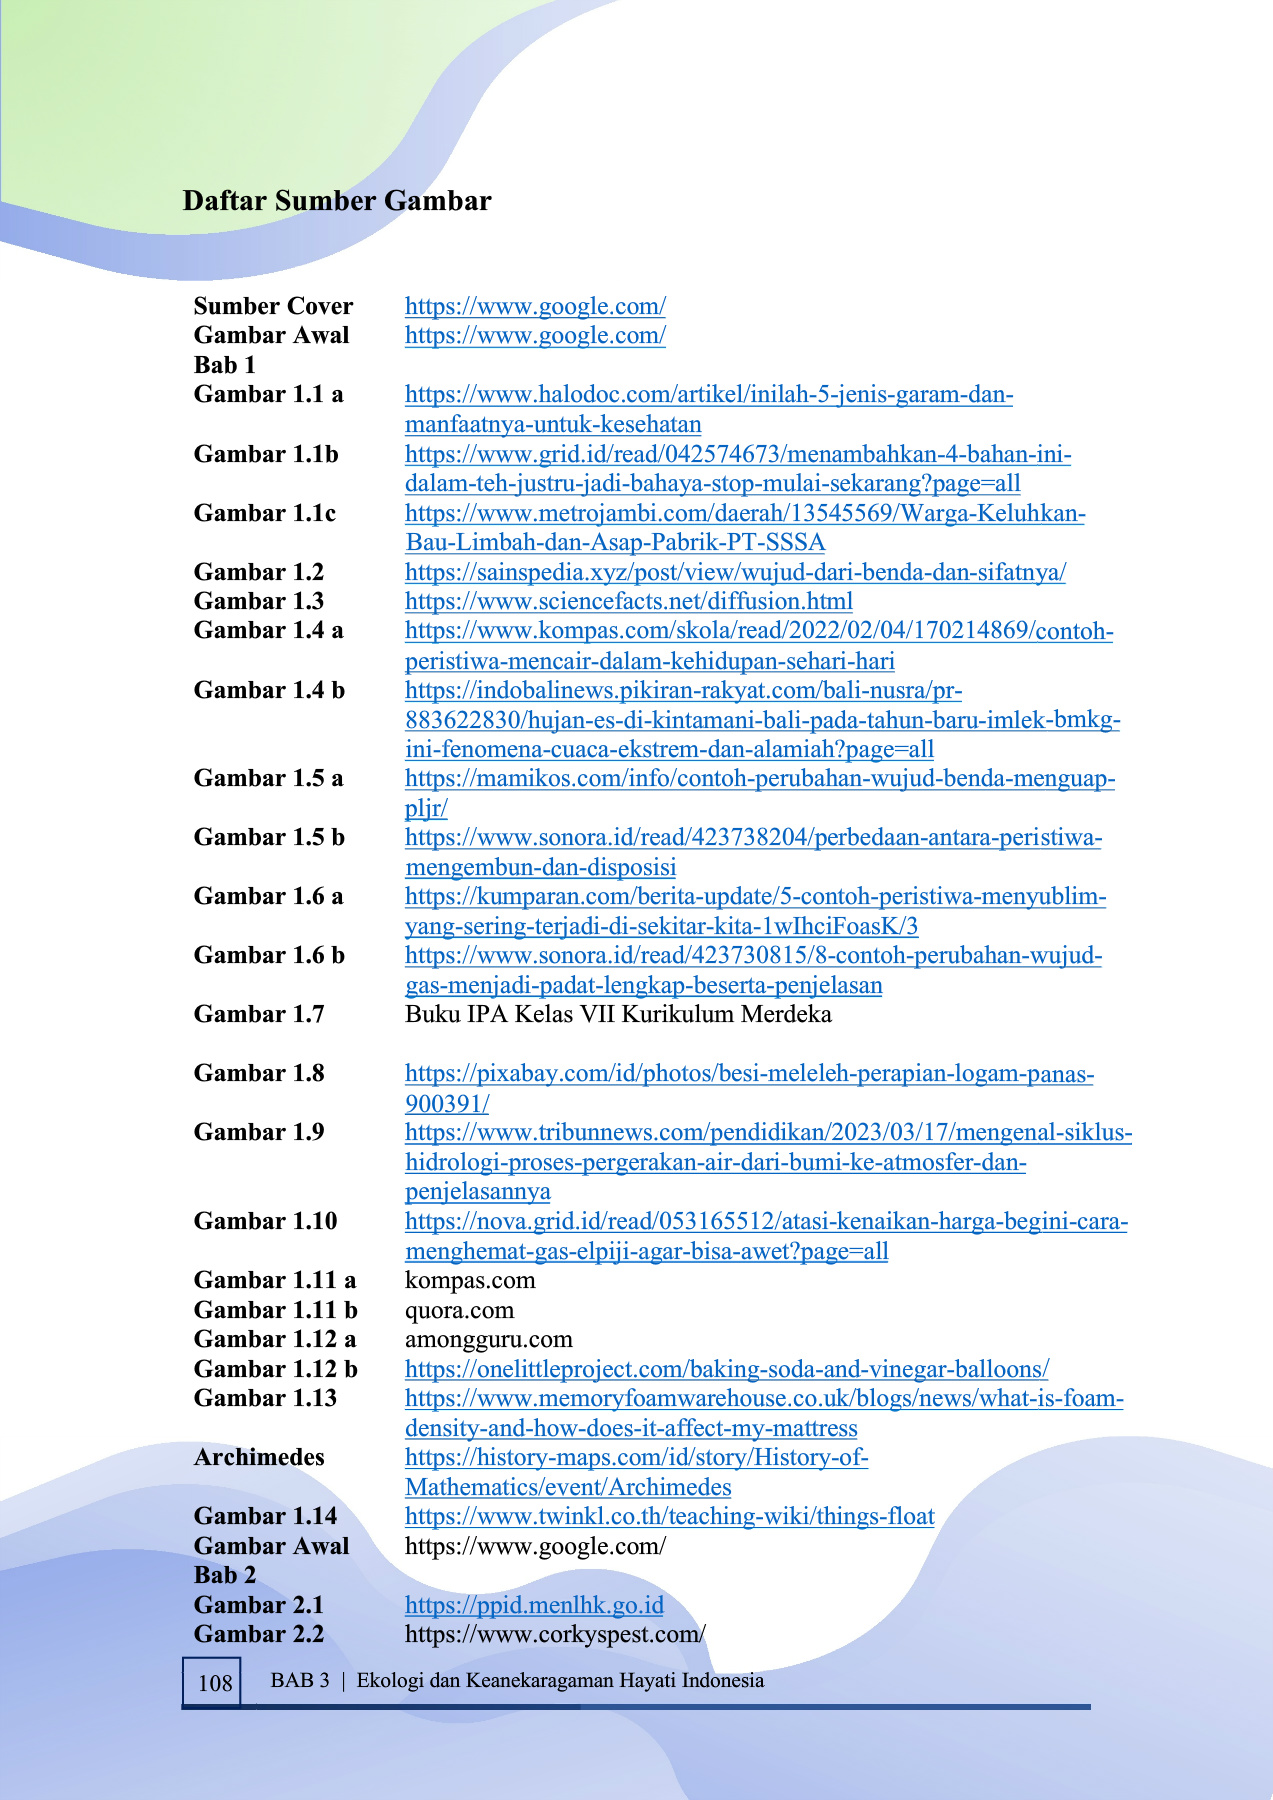 Daftar Sumber Gambar
Sumber Cover https://www.google.com/
Gambar Awal https://www.google.com/
Bab 1
Gambar 1.1 a https://www.halodoc.com/artikel/inilah-5-jenis-garam-dan-
manfaatnya-untuk-kesehatan
Gambar 1.1b https://www.grid.id/read/042574673/menambahkan-4-bahan-ini-
dalam-teh-justru-jadi-bahaya-stop-mulai-sekarang?page=all
Gambar 1.1c https://www.metrojambi.com/daerah/13545569/Warga-Keluhkan-
Bau-Limbah-dan-Asap-Pabrik-PT-SSSA
Gambar 1.2 https://sainspedia.xyz/post/view/wujud-dari-benda-dan-sifatnya/
Gambar 1.3 https://www.sciencefacts.net/diffusion.html
Gambar 1.4 a https://www.kompas.com/skola/read/2022/02/04/170214869/contoh-
peristiwa-mencair-dalam-kehidupan-sehari-hari
Gambar 1.4 b https://indobalinews.pikiran-rakyat.com/bali-nusra/pr-
883622830/hujan-es-di-kintamani-bali-pada-tahun-baru-imlek-bmkg-
ini-fenomena-cuaca-ekstrem-dan-alamiah?page=all
Gambar 1.5 a https://mamikos.com/info/contoh-perubahan-wujud-benda-menguap-
pljr/
Gambar 1.5 b https://www.sonora.id/read/423738204/perbedaan-antara-peristiwa-
mengembun-dan-disposisi
Gambar 1.6 a https://kumparan.com/berita-update/5-contoh-peristiwa-menyublim-
yang-sering-terjadi-di-sekitar-kita-1wIhciFoasK/3
Gambar 1.6 b https://www.sonora.id/read/423730815/8-contoh-perubahan-wujud-
gas-menjadi-padat-lengkap-beserta-penjelasan
Gambar 1.7 Buku IPA Kelas VII Kurikulum Merdeka
Gambar 1.8 https://pixabay.com/id/photos/besi-meleleh-perapian-logam-panas-
900391/
Gambar 1.9 https://www.tribunnews.com/pendidikan/2023/03/17/mengenal-siklus-
hidrologi-proses-pergerakan-air-dari-bumi-ke-atmosfer-dan-
penjelasannya
Gambar 1.10 https://nova.grid.id/read/053165512/atasi-kenaikan-harga-begini-cara-
menghemat-gas-elpiji-agar-bisa-awet?page=all
Gambar 1.11 a kompas.com
Gambar 1.11 b quora.com
Gambar 1.12 a amongguru.com
Gambar 1.12 b https://onelittleproject.com/baking-soda-and-vinegar-balloons/
Gambar 1.13 https://www.memoryfoamwarehouse.co.uk/blogs/news/what-is-foam-
density-and-how-does-it-affect-my-mattress
Archimedes https://history-maps.com/id/story/History-of-
Mathematics/event/Archimedes
Gambar 1.14 https://www.twinkl.co.th/teaching-wiki/things-float
Gambar Awal https://www.google.com/
Bab 2
Gambar 2.1 https://ppid.menlhk.go.id
Gambar 2.2 https://www.corkyspest.com/
108 BAB 3 | Ekologi dan Keanekaragaman Hayati Indonesia